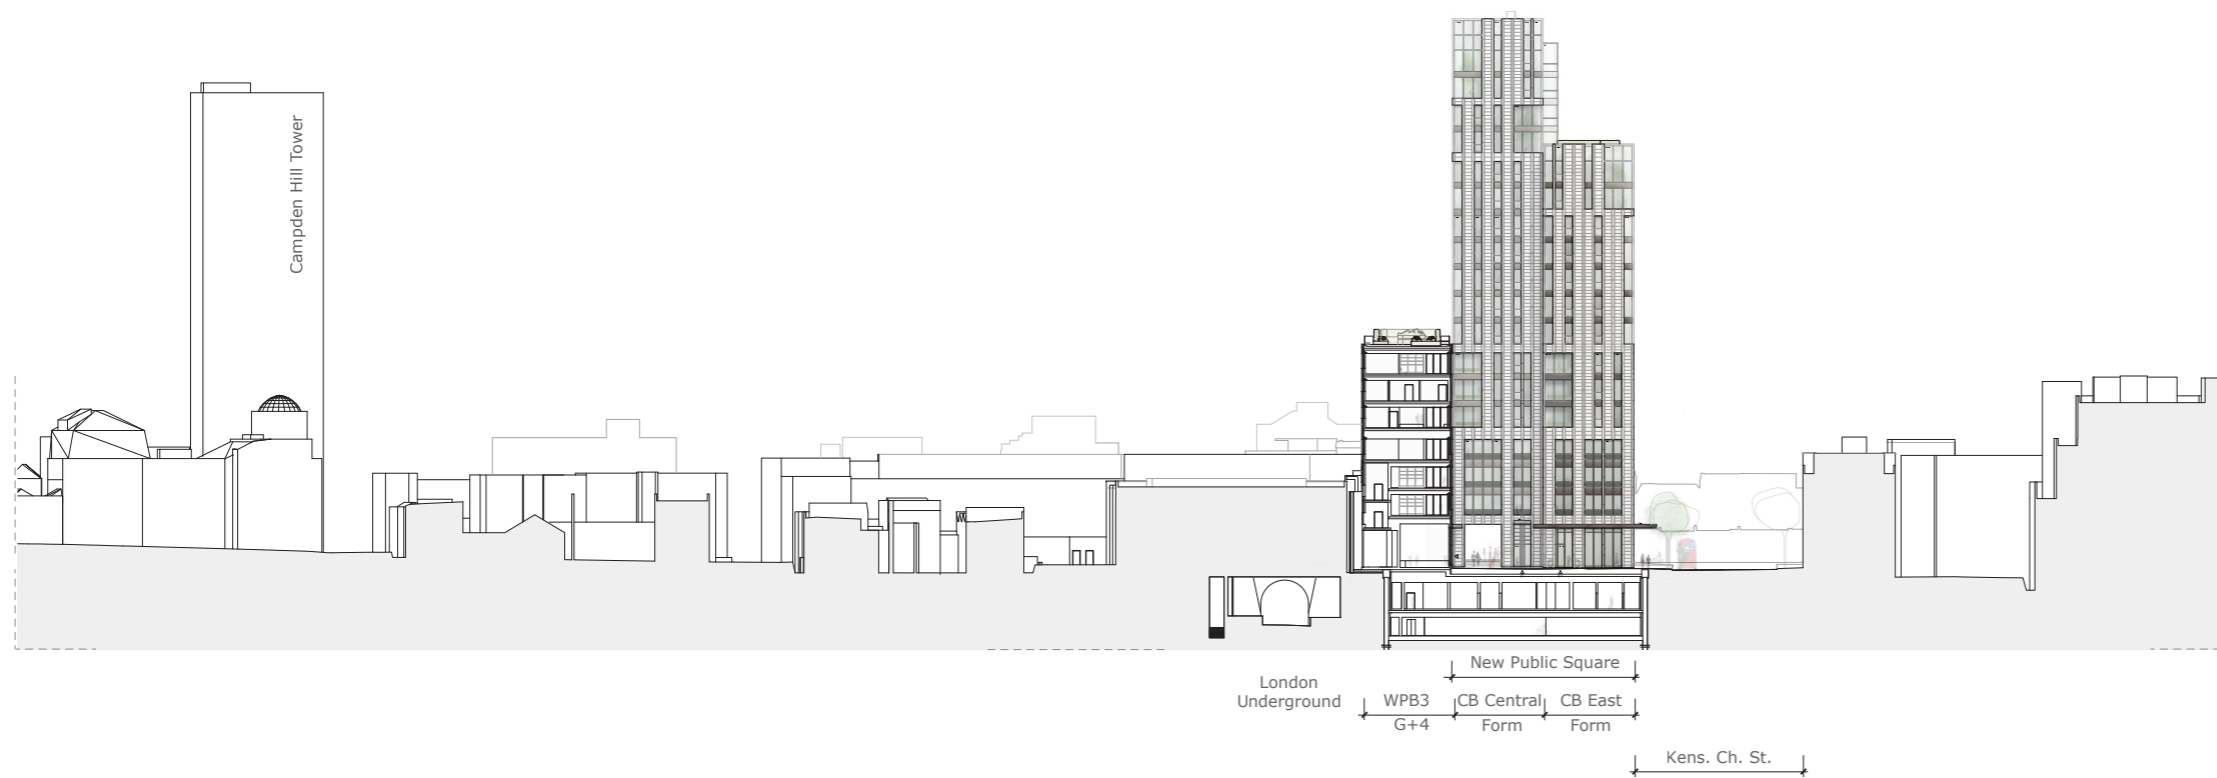 Campden Hill Tower
New Public Square
London
Underground
WPB3
G+4
CB Central
Form
CB East
Form
Kens. Ch. St.